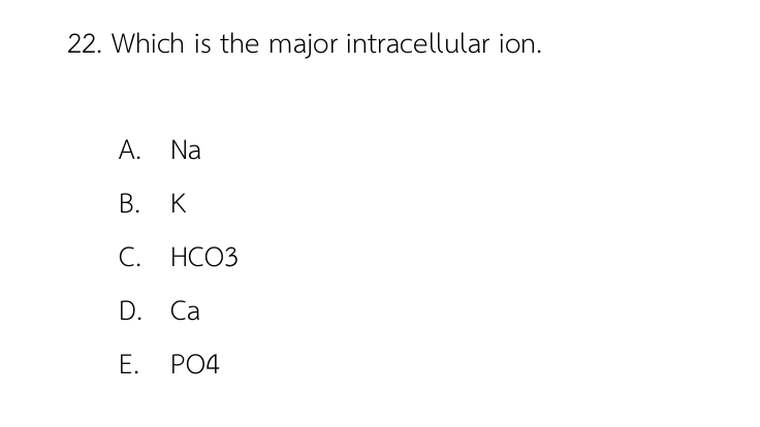 22. Which is the major intracellular ion.
A. Na
B. K
C. HCO3
D. Ca
E. PO4